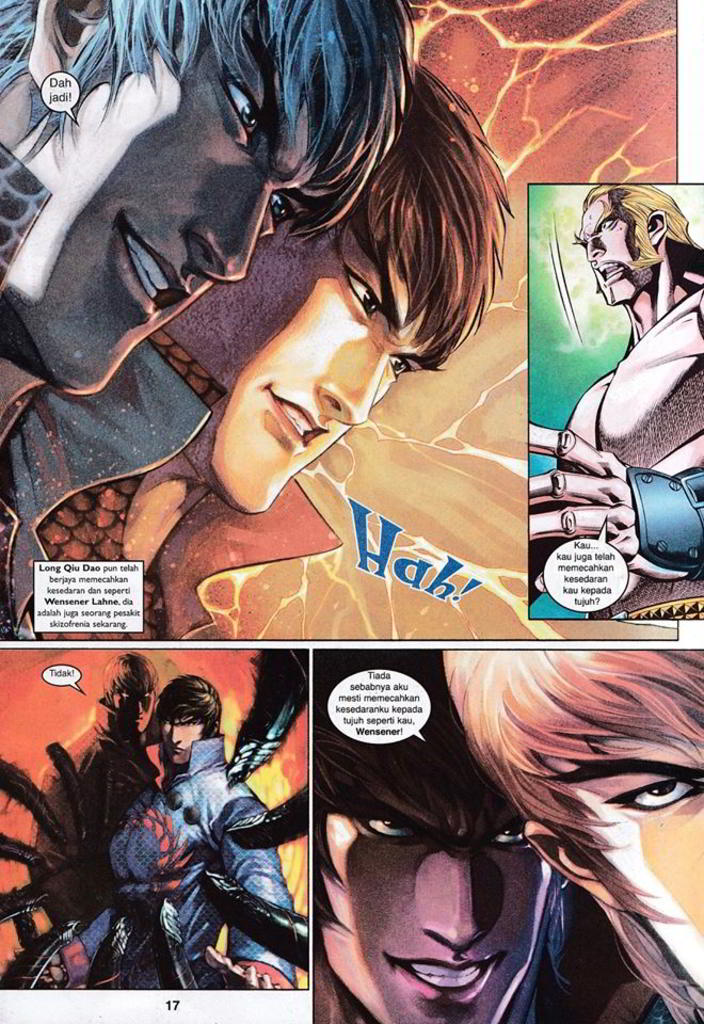 Dah
jadi!
Long Qiu Dao pun telah
berjaya memecahkan
kesedaran dan seperti
Wensener Lahne, dia
adalah juga seorang pesakit
skizofrenia sekarang.
Hah!
Kau...
kau juga telah
memecahkan
kesedaran
kau kepada
tujuh?
Tidak!
Tiada
sebabnya aku
mesti memecahkan
kesedaranku kepada
tujuh seperti kau,
Wensener!
17